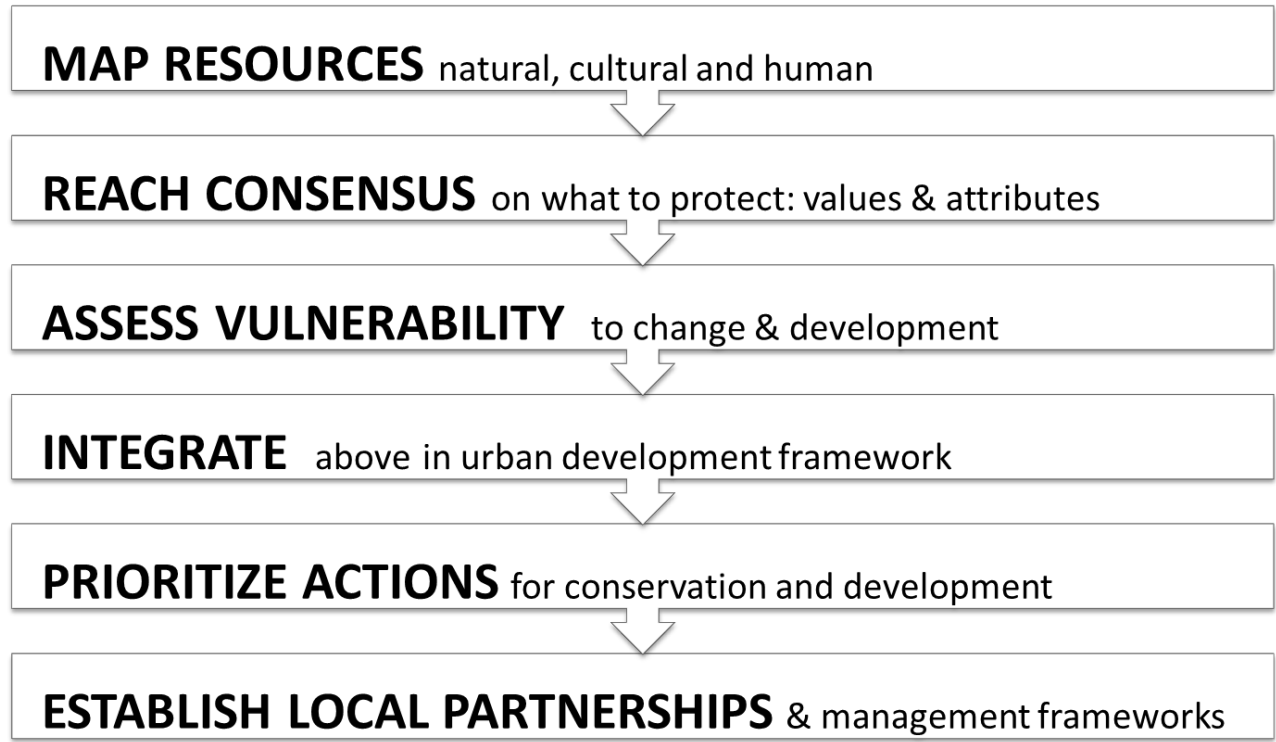 MAP RESOURCES natural, cultural and human
REACH CONSENSUS on what to protect: values & attributes
ASSESS VULNERABILITY to change & development
INTEGRATE above in urban development framework
PRIORITIZE ACTIONS for conservation and development
ESTABLISH LOCAL PARTNERSHIPS & management frameworks